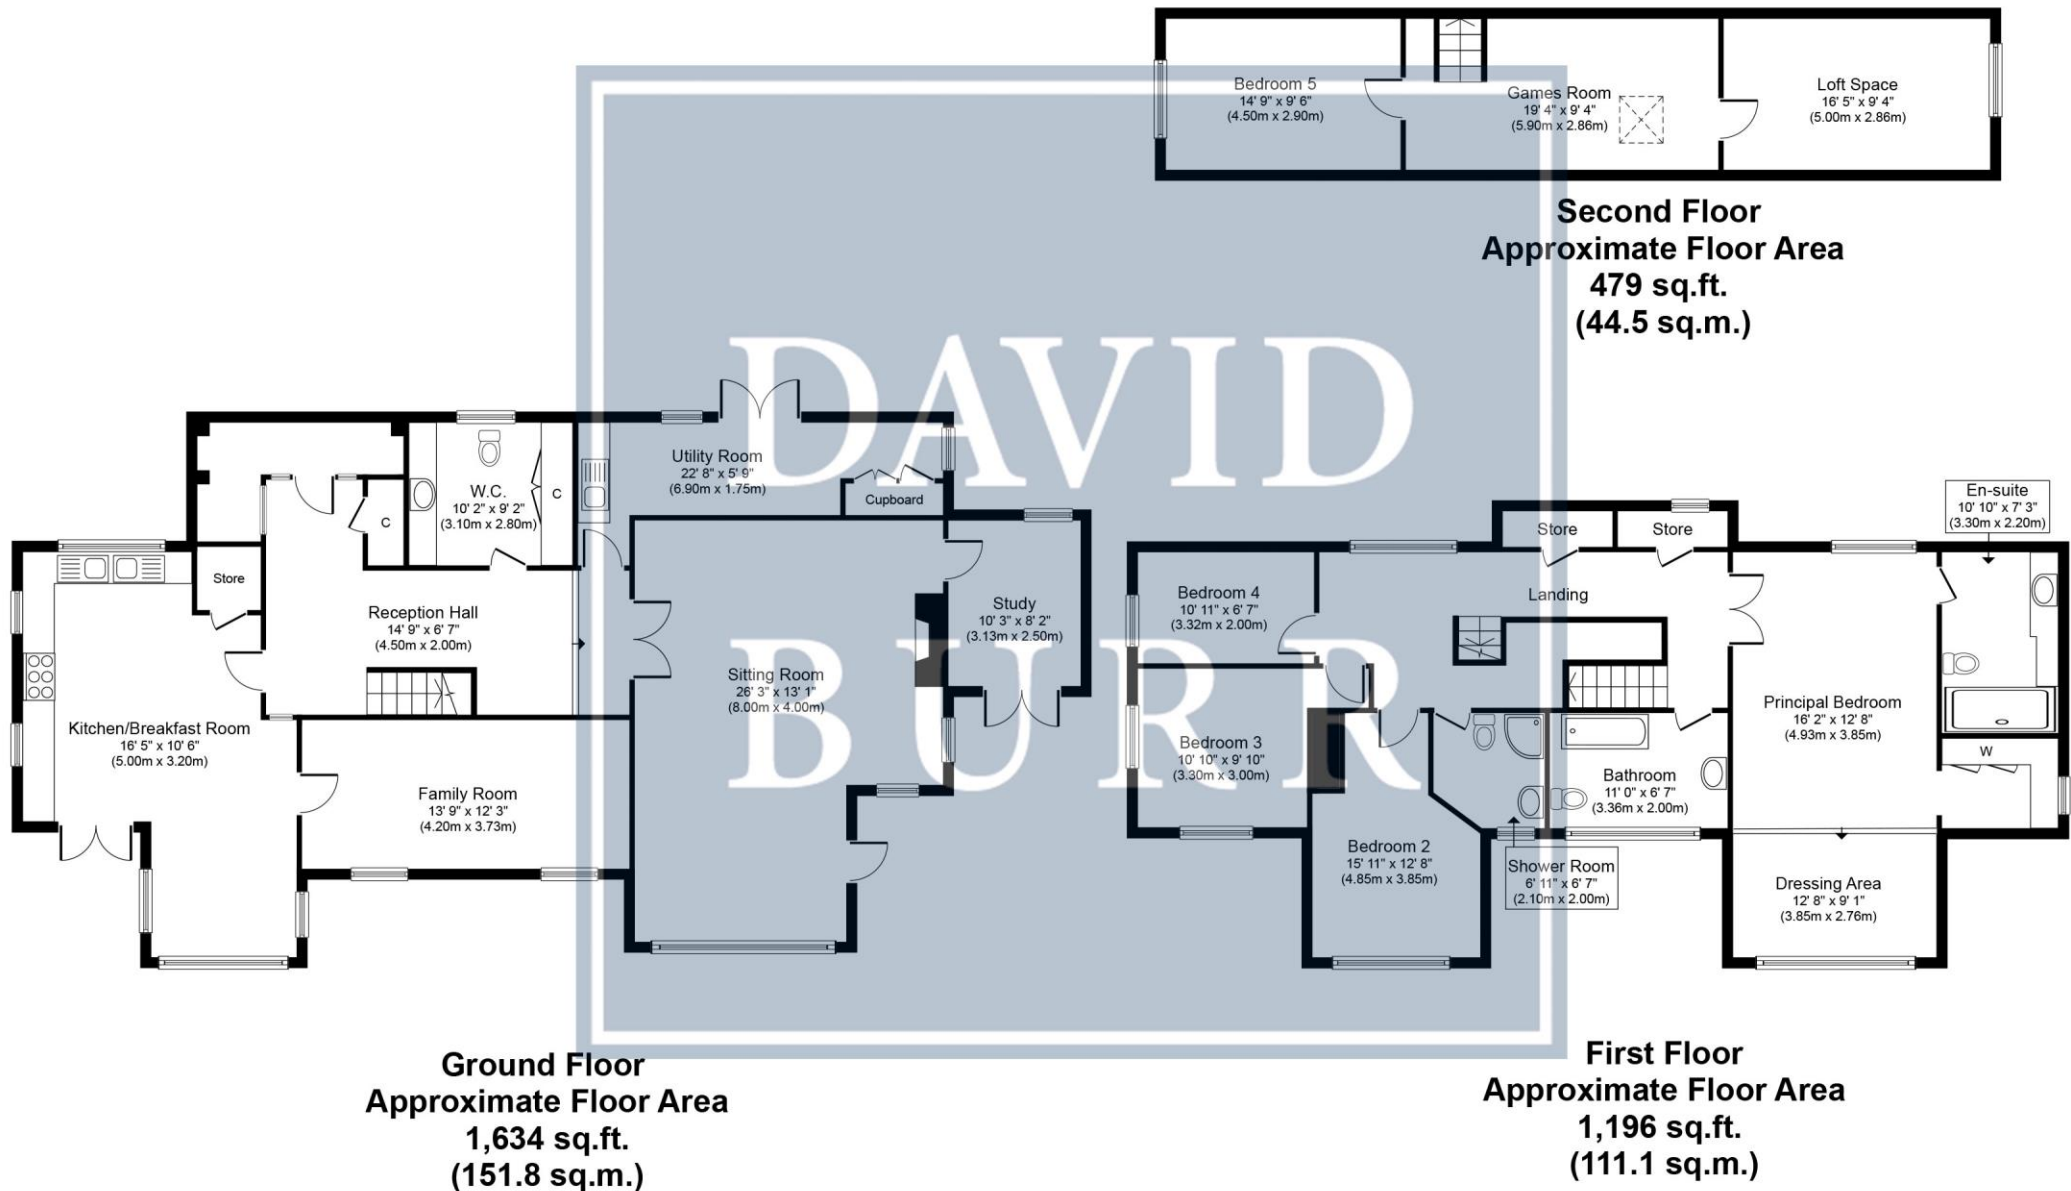 Bedroom 5
14' 9" x 9' 6"
(4.50m x 2.90m)
Games Room
19' 4" x 9' 4"
(5.90m x 2.86m)
Loft Space
16' 5" x 9' 4"
(5.00m x 2.86m)
Second Floor
Approximate Floor Area
479 sq.ft.
(44.5 sq.m.)
DAVID
BURR
Utility Room
22' 8" x 5' 9"
(6.90m x 1.75m)
Cupboard
W.C.
10' 2" x 9' 2"
(3.10m x 2.80m)
C
C
Store
Reception Hall
14' 9" x 6' 7"
(4.50m x 2.00m)
Study
10' 3" x 8' 2"
(3.13m x 2.50m)
Sitting Room
26' 3" x 13' 1"
(8.00m x 4.00m)
Kitchen/Breakfast Room
16' 5" x 10' 6"
(5.00m x 3.20m)
Family Room
13' 9" x 12' 3"
(4.20m x 3.73m)
Ground Floor
Approximate Floor Area
1,634 sq.ft.
(151.8 sq.m.)
En-suite
10' 10" x 7' 3"
(3.30m x 2.20m)
Store
Store
Landing
Bedroom 4
10' 11" x 6' 7"
(3.32m x 2.00m)
Principal Bedroom
16' 2" x 12' 8"
(4.93m x 3.85m)
W
Bedroom 3
10' 10" x 9' 10"
(3.30m x 3.00m)
Bathroom
11' 0" x 6' 7"
(3.36m x 2.00m)
Bedroom 2
15' 11" x 12' 8"
(4.85m x 3.85m)
Shower Room
6' 11" x 6' 7"
(2.10m x 2.00m)
Dressing Area
12' 8" x 9' 1"
(3.85m x 2.76m)
First Floor
Approximate Floor Area
1,196 sq.ft.
(111.1 sq.m.)